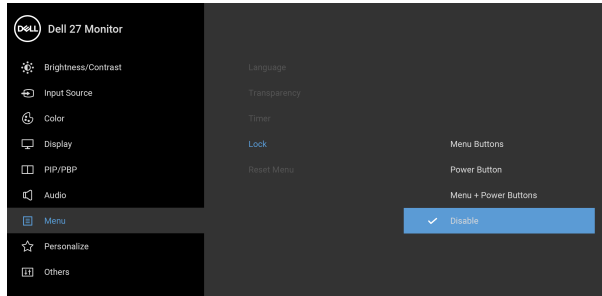 DELL Dell 27 Monitor
Brightness/Contrast
Input Source
Color
Display
PIP/PBP
Audio
Menu
Personalize
Others
Language
Transparency
Timer
Lock
Reset Menu
Menu Buttons
Power Button
Menu + Power Buttons
Disable